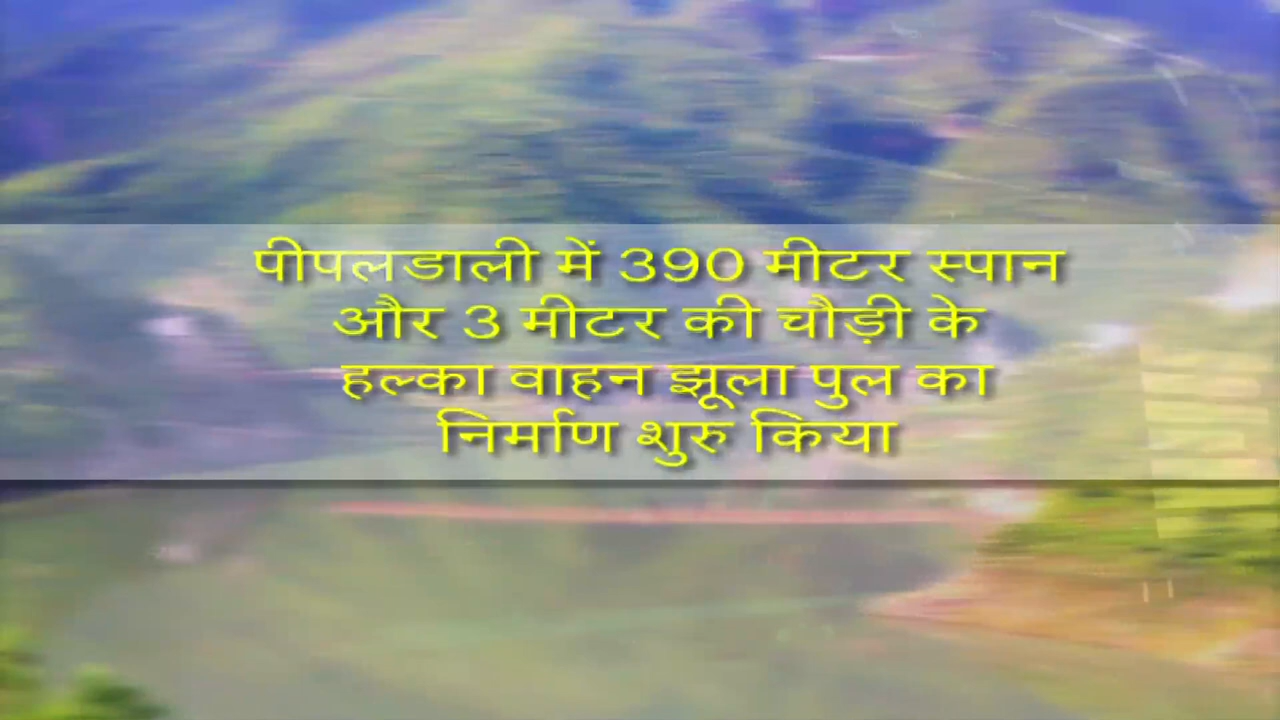 पीपलडाली में 390 मीटर स्पान
और 3 मीटर की चौड़ी के
हल्का वाहन झूला पुल का
निर्माण शुरु किया